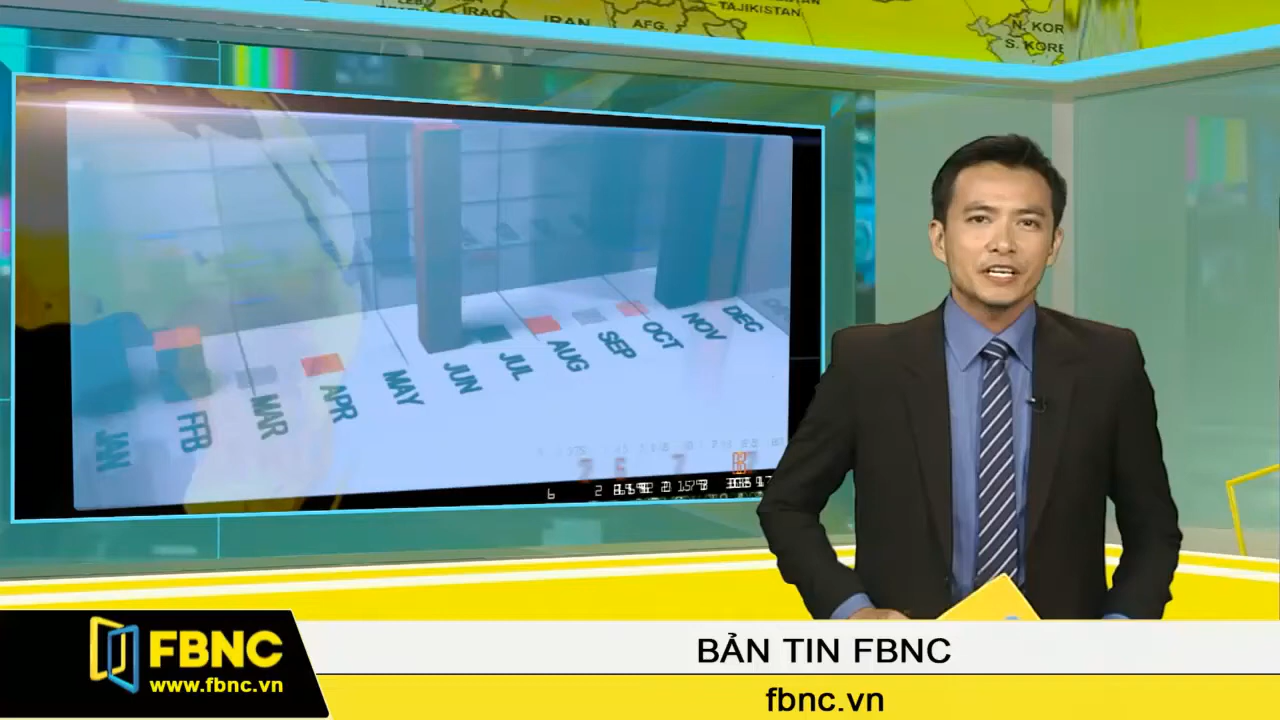 IRAQ
IRAN
AFG.
TAJIKISTAN
N. KOR
S. KORE
JAN
FEB
MAR
APR
MAY
JUN
JUL
AUG
SEP
OCT
NOV
DEC
FBNC
www.fbnc.vn
BẢN TIN FBNC
fbnc.vn